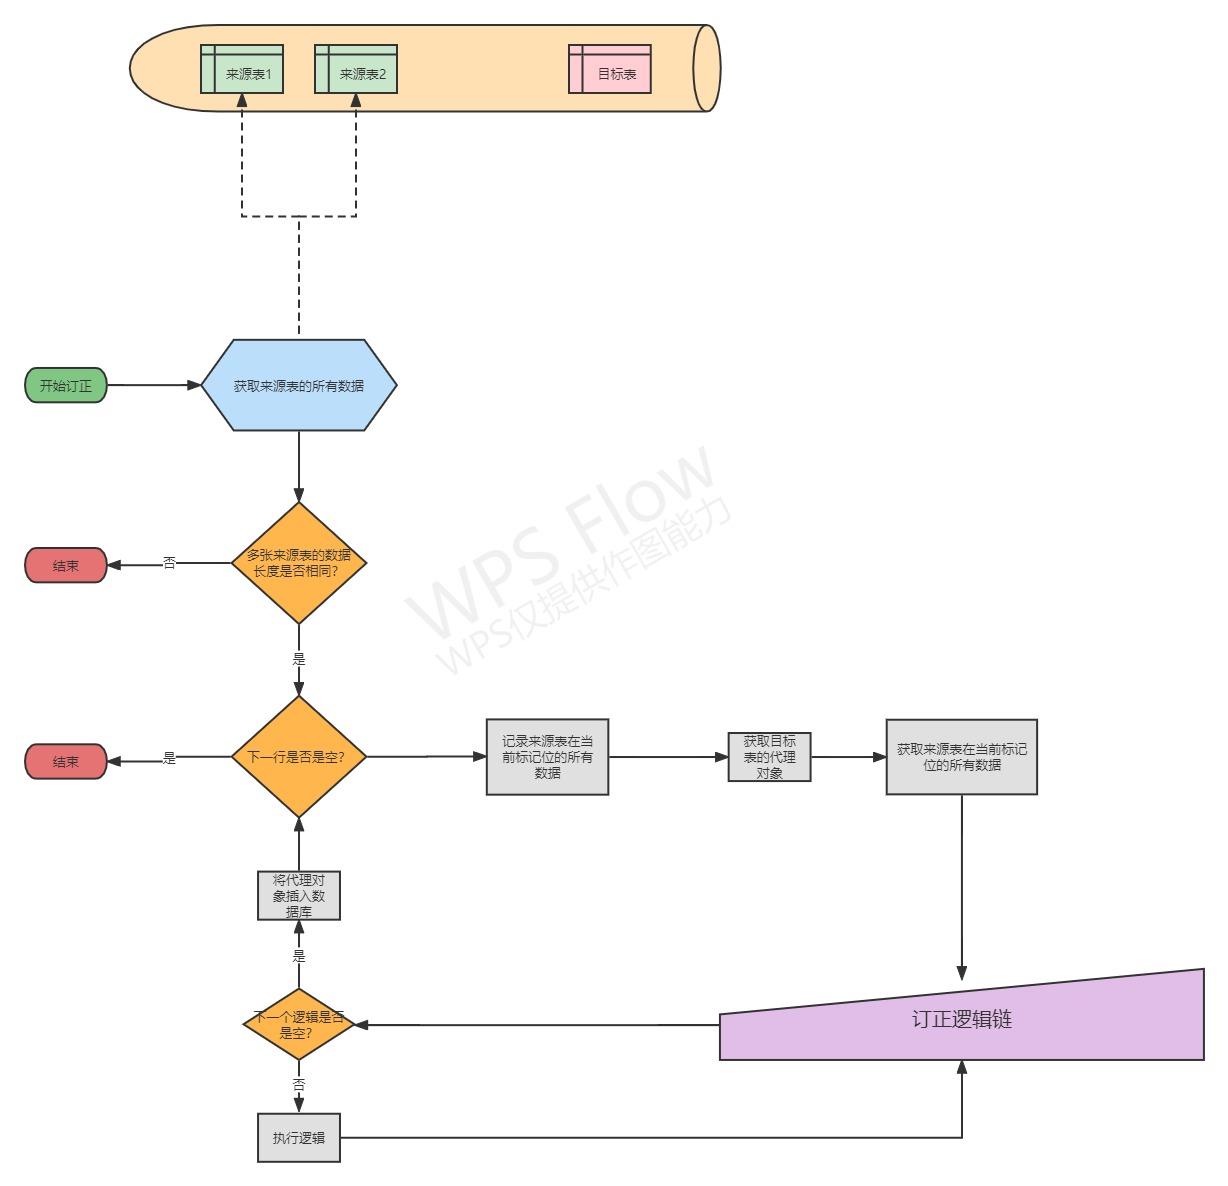 来源表1
来源表2
目标表
开始订正
获取来源表的所有数据
WPS Flow
WPS仅提供作图能力
多张来源表的数据
长度是否相同?
否
结束
是
下一行是否是空?
是
结束
记录来源表在当
前标记位的所有
数据
获取目标
表的代理
对象
获取来源表在当前标记
位的所有数据
将代理对
象插入数
据库
是
下一个逻辑是否
是空?
订正逻辑链
否
执行逻辑